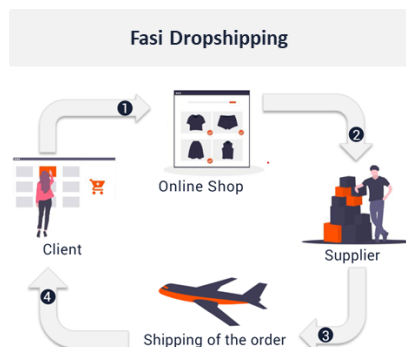 Fasi Dropshipping
1
Online Shop
2
Client
Supplier
4
Shipping of the order
3